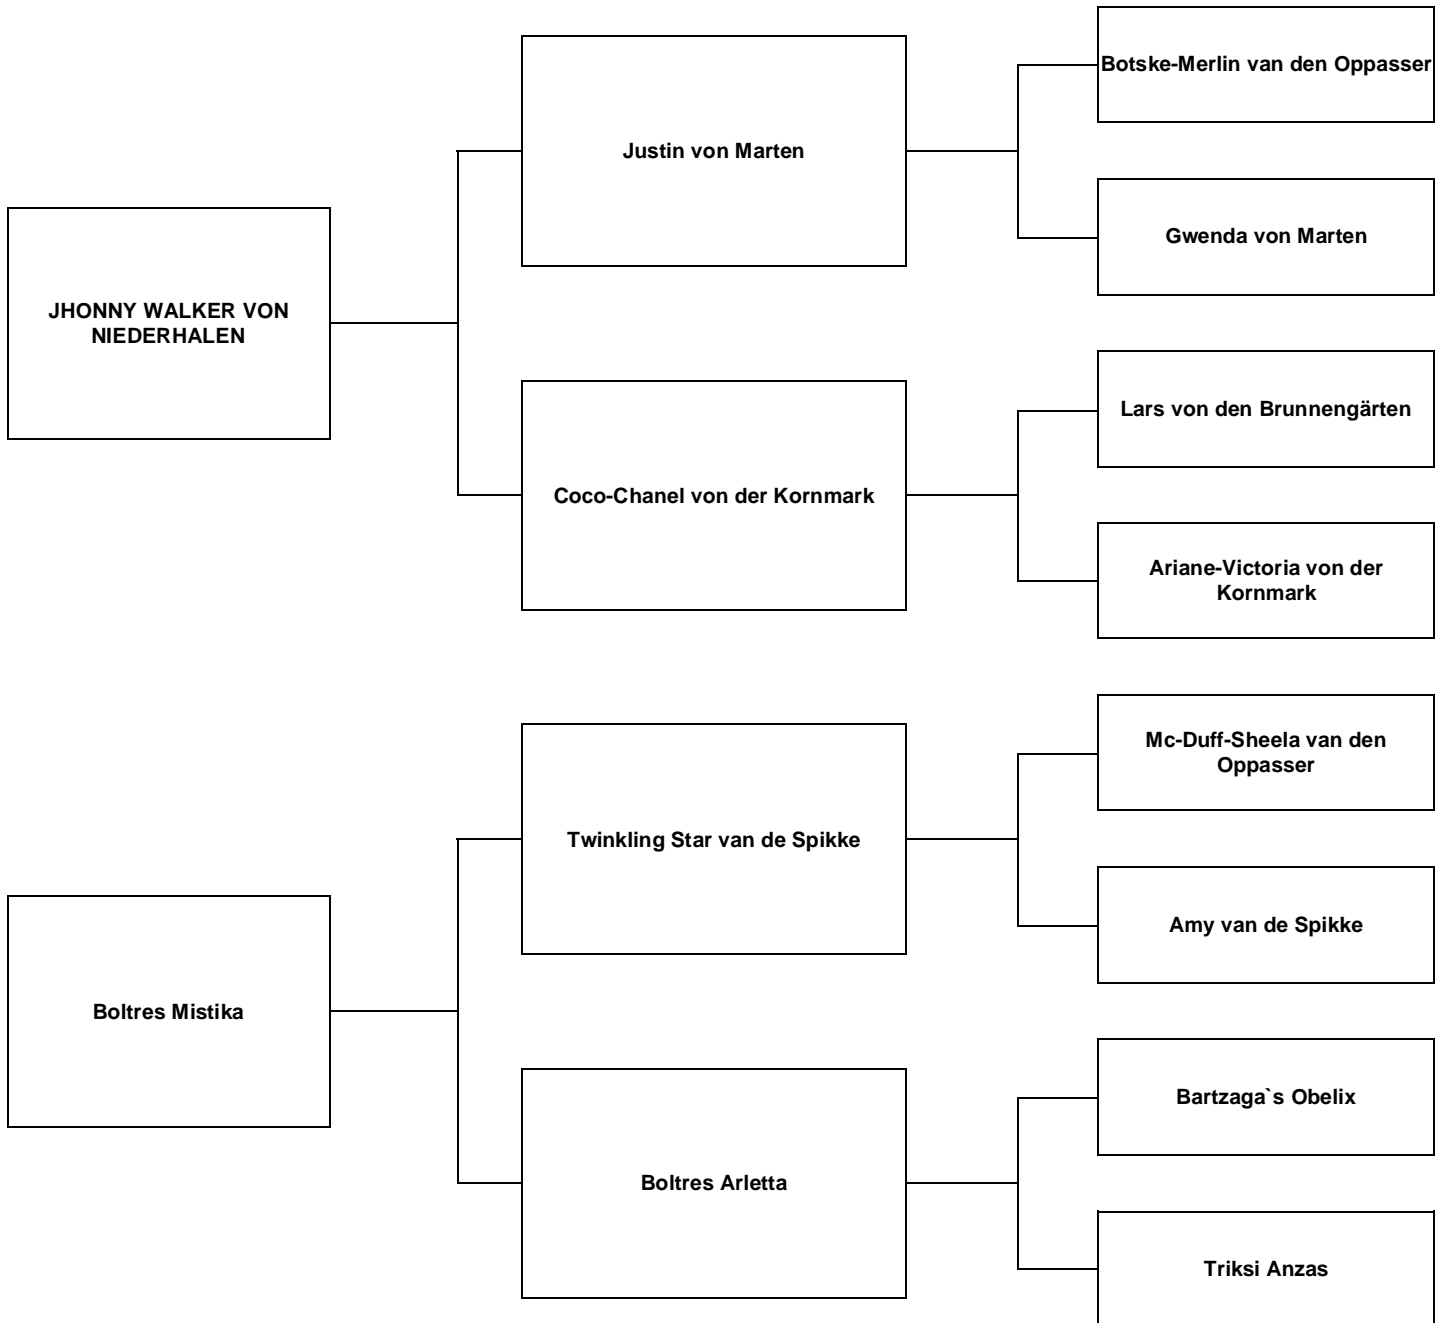 Botske-Merlin van den Oppasser
Justin von Marten
Gwenda von Marten
JHONNY WALKER VON
NIEDERHALEN
Lars von den Brunnengärten
Coco-Chanel von der Kornmark
Ariane-Victoria von der
Kornmark
Mc-Duff-Sheela van den
Oppasser
Twinkling Star van de Spikke
Amy van de Spikke
Boltres Mistika
Bartzaga`s Obelix
Boltres Arletta
Triksi Anzas